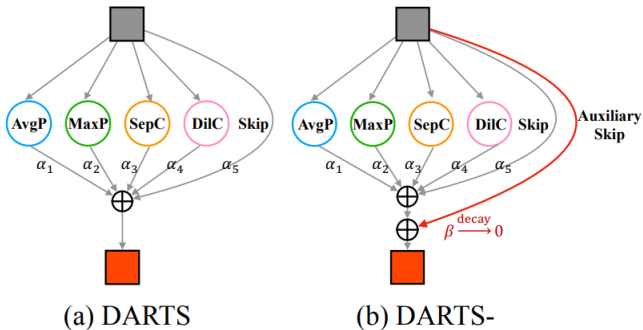 AvgP MaxP SepC DilC Skip
α1 α2 α3 α4 α5
(a) DARTS
AvgP MaxP SepC DilC Skip
Auxiliary
Skip
α1 α2 α3 α4 α5
decay
β → 0
(b) DARTS-